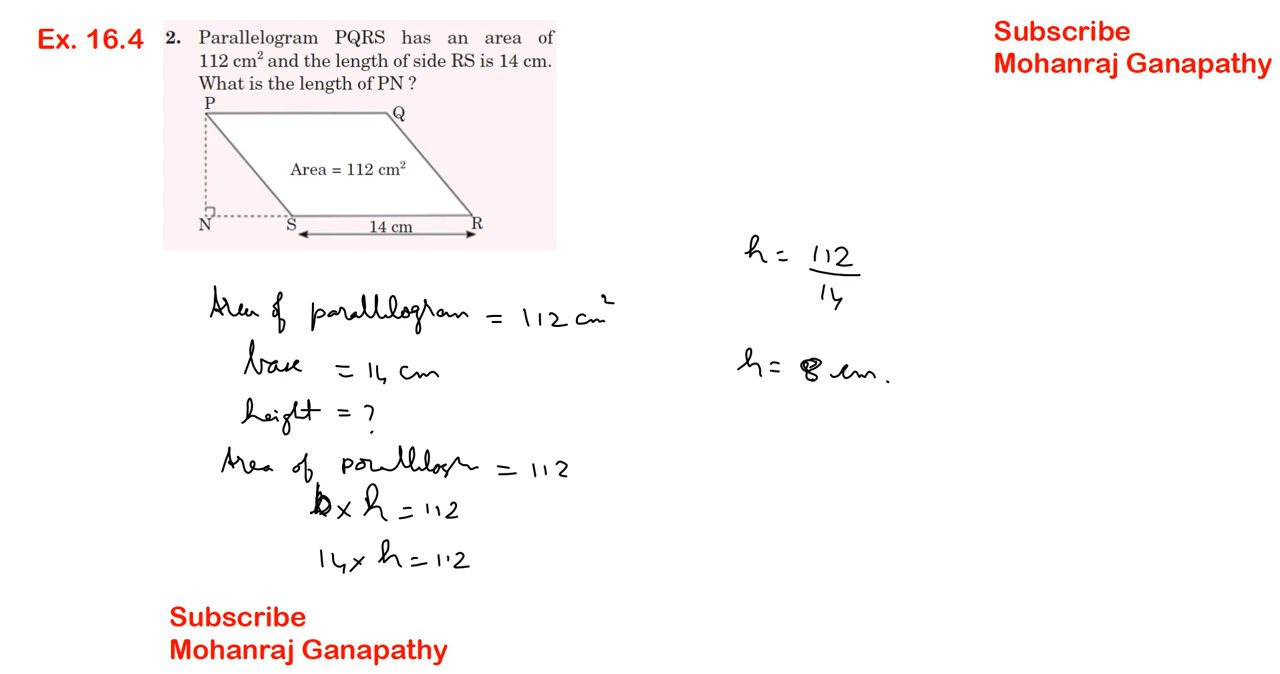 Ex. 16.4
2. Parallelogram PQRS has an area of
112 cm² and the length of side RS is 14 cm.
What is the length of PN ?
P
Q
Area = 112 cm²
N
S
R
14 cm
Subscribe
Mohanraj Ganapathy
Area of parallilogram = 112 cm²
base = 14 cm
height = ?
Area of parallilogr = 112
b × h = 112
14 × h = 112
h = 112
14
h = 8 cm.
Subscribe
Mohanraj Ganapathy